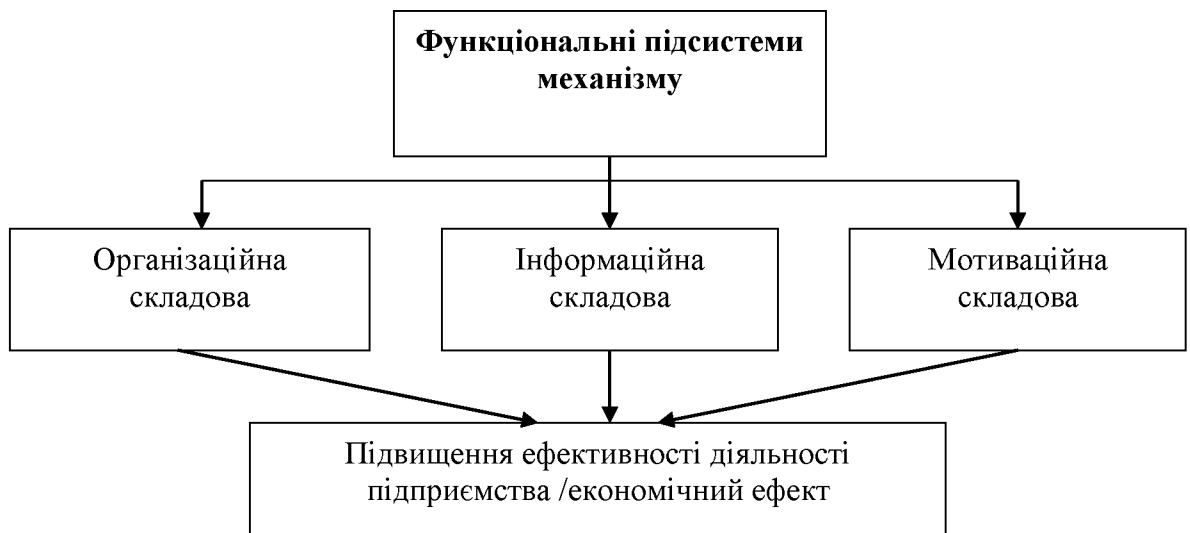 Функціональні підсистеми
механізму
Організаційна
складова
Інформаційна
складова
Мотиваційна
складова
Підвищення ефективності діяльності
підприємства /економічний ефект